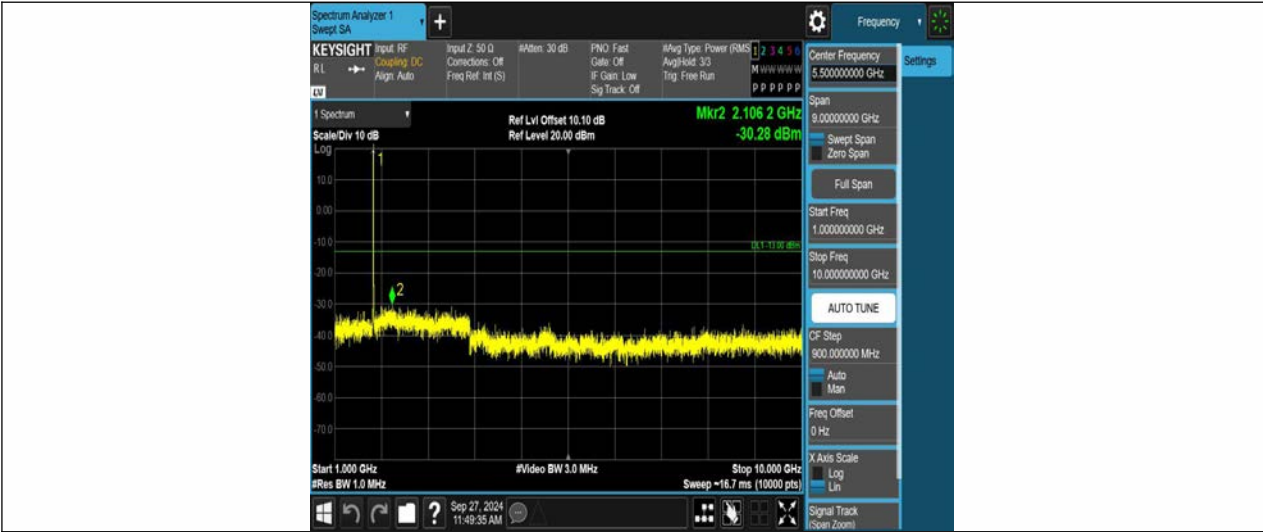 Spectrum Analyzer 1
Swept SA
+
Frequency
KEYSIGHT
RL
Input: RF
Coupling: DC
Align: Auto
Input Z: 50 Ω
Corrections: Off
Freq Ref: Int (S)
#Atten: 30 dB
PNO: Fast
Gate: Off
IF Gain: Low
Sig Track: Off
#Avg Type: Power (RMS
Avg|Hold: 3/3
Trig: Free Run
1 2 3 4 5 6
M W W W W W
P P P P P P
LW
1 Spectrum
Scale/Div 10 dB
Log
Ref Lvl Offset 10.10 dB
Ref Level 20.00 dBm
Mkr2 2.106 2 GHz
-30.28 dBm
1
10.0
0.00
-10.0
DL1 -13.00 dBm
-20.0
2
-30.0
-40.0
-50.0
-60.0
-70.0
Start 1.000 GHz
#Res BW 1.0 MHz
#Video BW 3.0 MHz
Stop 10.000 GHz
Sweep ~16.7 ms (10000 pts)
?
Sep 27, 2024
11:49:35 AM
Center Frequency
5.500000000 GHz
Settings
Span
9.00000000 GHz
Swept Span
Zero Span
Full Span
Start Freq
1.000000000 GHz
Stop Freq
10.000000000 GHz
AUTO TUNE
CF Step
900.000000 MHz
Auto
Man
Freq Offset
0 Hz
X Axis Scale
Log
Lin
Signal Track
(Span Zoom)